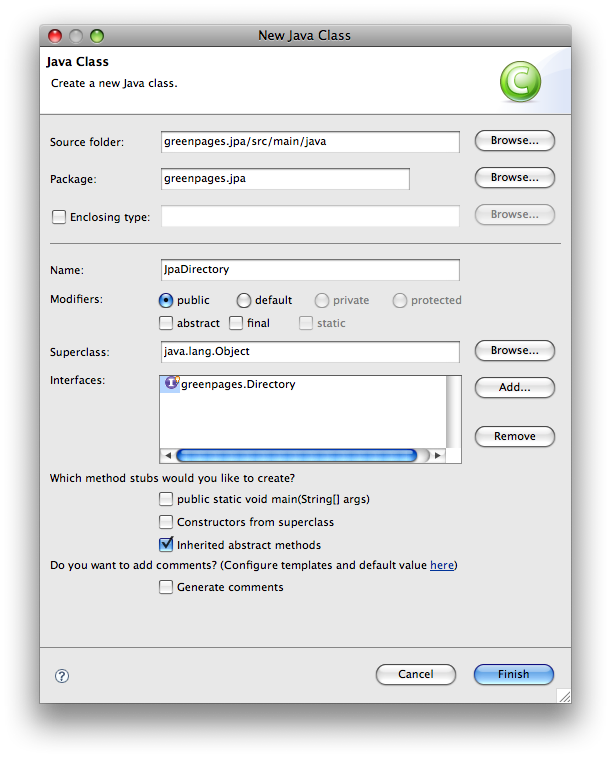 New Java Class
Java Class
Create a new Java class.
Source folder: greenpages.jpa/src/main/java Browse...
Package: greenpages.jpa Browse...
Enclosing type: Browse...
Name: JpaDirectory
Modifiers: public default private protected
abstract final static
Superclass: java.lang.Object Browse...
Interfaces: greenpages.Directory Add...
Remove
Which method stubs would you like to create?
public static void main(String[] args)
Constructors from superclass
Inherited abstract methods
Do you want to add comments? (Configure templates and default value here)
Generate comments
? Cancel Finish